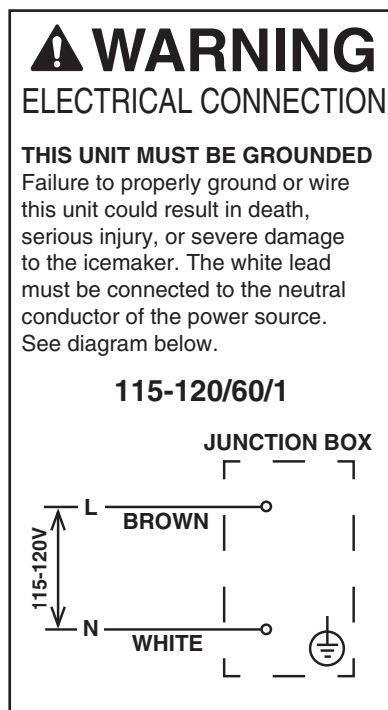 WARNING
ELECTRICAL CONNECTION
THIS UNIT MUST BE GROUNDED
Failure to properly ground or wire
this unit could result in death,
serious injury, or severe damage
to the icemaker. The white lead
must be connected to the neutral
conductor of the power source.
See diagram below.
115-120/60/1
JUNCTION BOX
L
BROWN
115-120V
N
WHITE